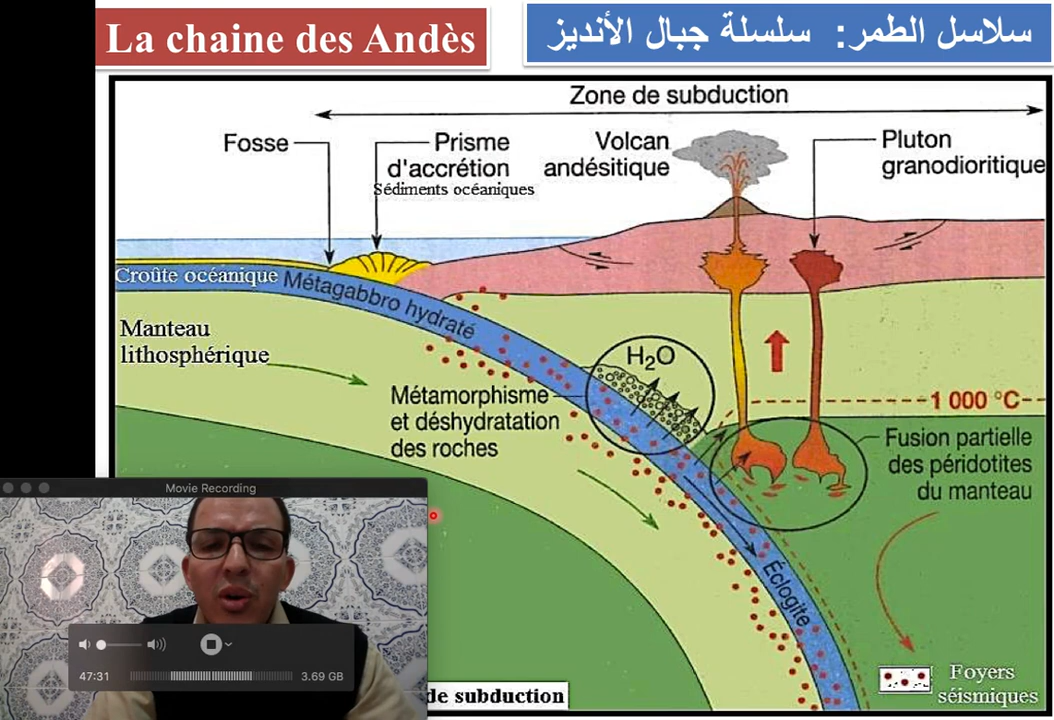 La chaine des Andès
سلاسل الطمر: سلسلة جبال الأنديز
Zone de subduction
Fosse
Prisme
d'accrétion
Sédiments océaniques
Volcan
andésitique
Pluton
granodioritique
Croûte océanique
Métagabbro hydraté
Manteau
lithosphérique
H₂O
Métamorphisme
et déshydratation
des roches
1 000 °C
Fusion partielle
des péridotites
du manteau
Éclogite
Foyers
séismiques
de subduction
Movie Recording
47:31
3.69 GB